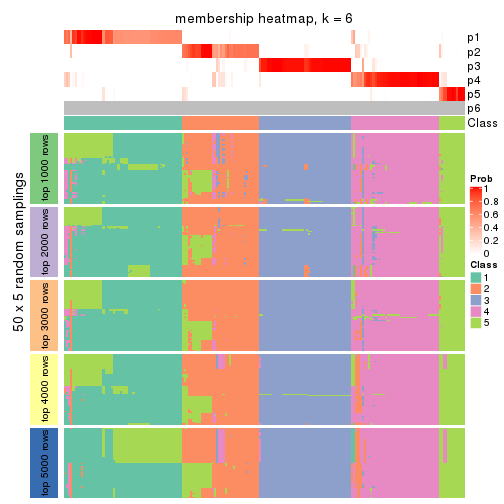 membership heatmap, k = 6
p1
p2
p3
p4
p5
p6
Class
50 x 5 random samplings
top 1000 rows
top 2000 rows
top 3000 rows
top 4000 rows
top 5000 rows
Prob
1
0.8
0.6
0.4
0.2
0
Class
1
2
3
4
5